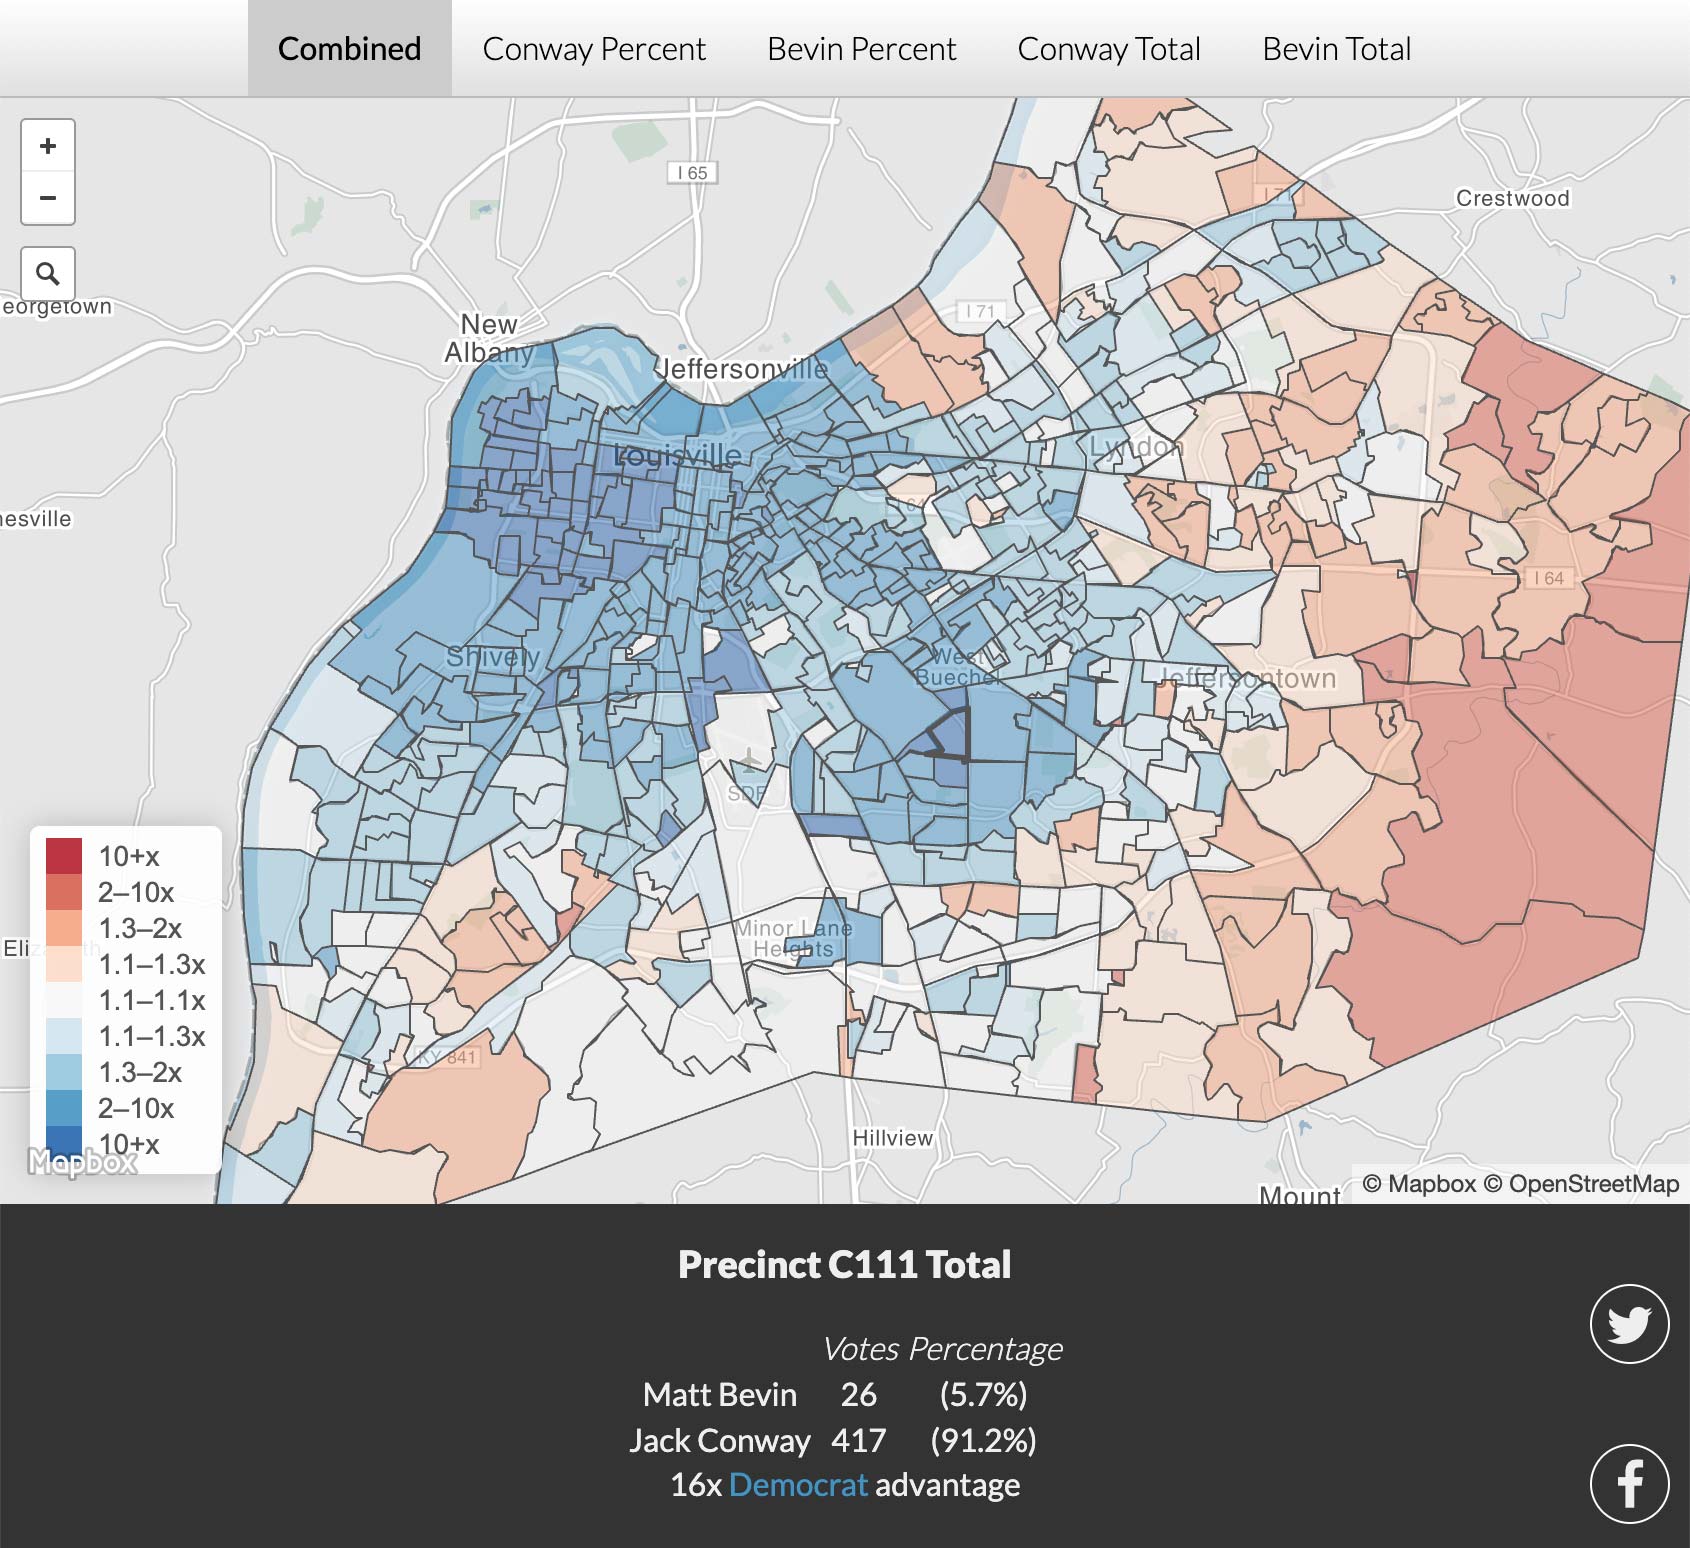 Combined Conway Percent Bevin Percent Conway Total Bevin Total
+
−
I 65
I 71
Crestwood
eorgetown
I 71
New
Albany
Jeffersonville
Louisville
Lyndon
I 64
nesville
I 64
Shively
West
Buechel
Jeffersontown
SDF
10+x
2–10x
1.3–2x
1.1–1.3x
1.1–1.1x
1.1–1.3x
1.3–2x
2–10x
10+x
Minor Lane
Heights
KY 841
Mapbox
Hillview
Mount
© Mapbox © OpenStreetMap
Precinct C111 Total
Votes Percentage
Matt Bevin 26 (5.7%)
Jack Conway 417 (91.2%)
16x Democrat advantage